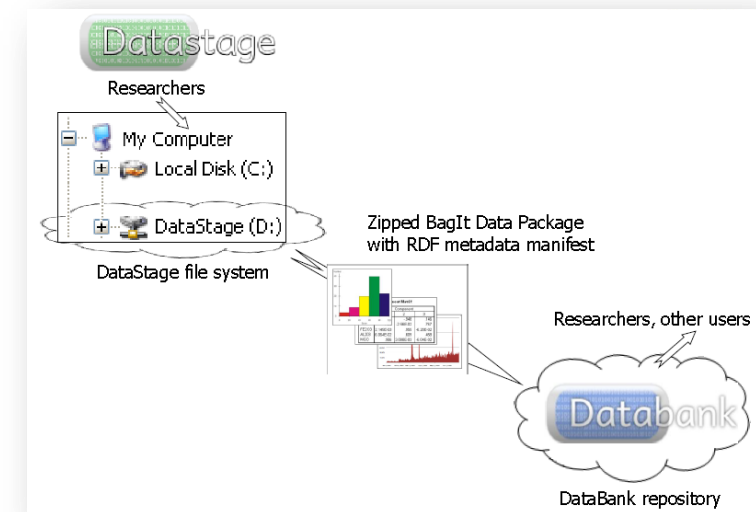 Datastage
Researchers
My Computer
Local Disk (C:)
DataStage (D:)
DataStage file system
Zipped BagIt Data Package
with RDF metadata manifest
Researchers, other users
Databank
DataBank repository